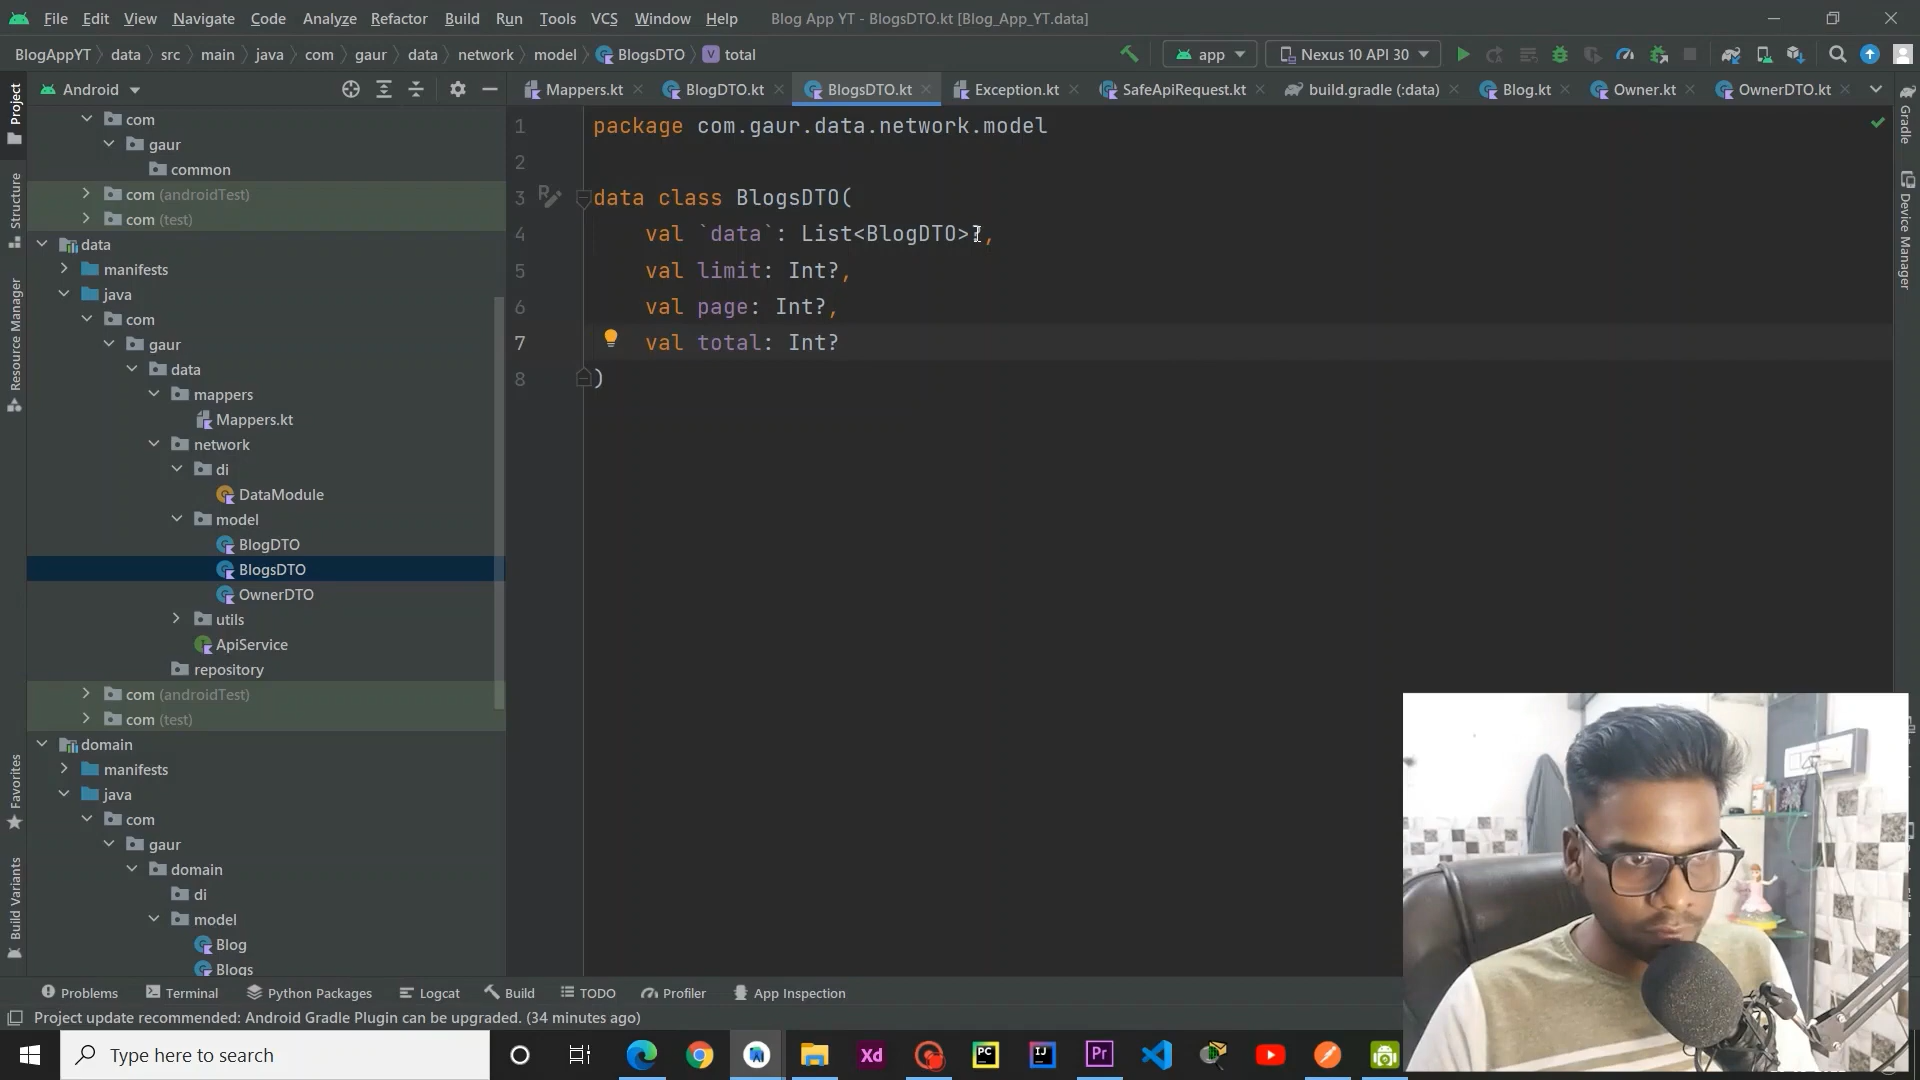 File Edit View Navigate Code Analyze Refactor Build Run Tools VCS Window Help Blog App YT - BlogsDTO.kt [Blog_App_YT.data]
BlogAppYT data src main java com gaur data network model BlogsDTO total app Nexus 10 API 30
Android
Mappers.kt BlogDTO.kt BlogsDTO.kt Exception.kt SafeApiRequest.kt build.gradle (:data) Blog.kt Owner.kt OwnerDTO.kt
Project
Structure
Resource Manager
Favorites
Build Variants
com
gaur
common
com (androidTest)
com (test)
data
manifests
java
com
gaur
data
mappers
Mappers.kt
network
di
DataModule
model
BlogDTO
BlogsDTO
OwnerDTO
utils
ApiService
repository
com (androidTest)
com (test)
domain
manifests
java
com
gaur
domain
di
model
Blog
Blogs
1 package com.gaur.data.network.model
2
3 data class BlogsDTO(
4 val `data`: List<BlogDTO>?,
5 val limit: Int?,
6 val page: Int?,
7 val total: Int?
8 )
Gradle
Device Manager
Problems Terminal Python Packages Logcat Build TODO Profiler App Inspection
Project update recommended: Android Gradle Plugin can be upgraded. (34 minutes ago)
Type here to search Xd PC IJ Pr